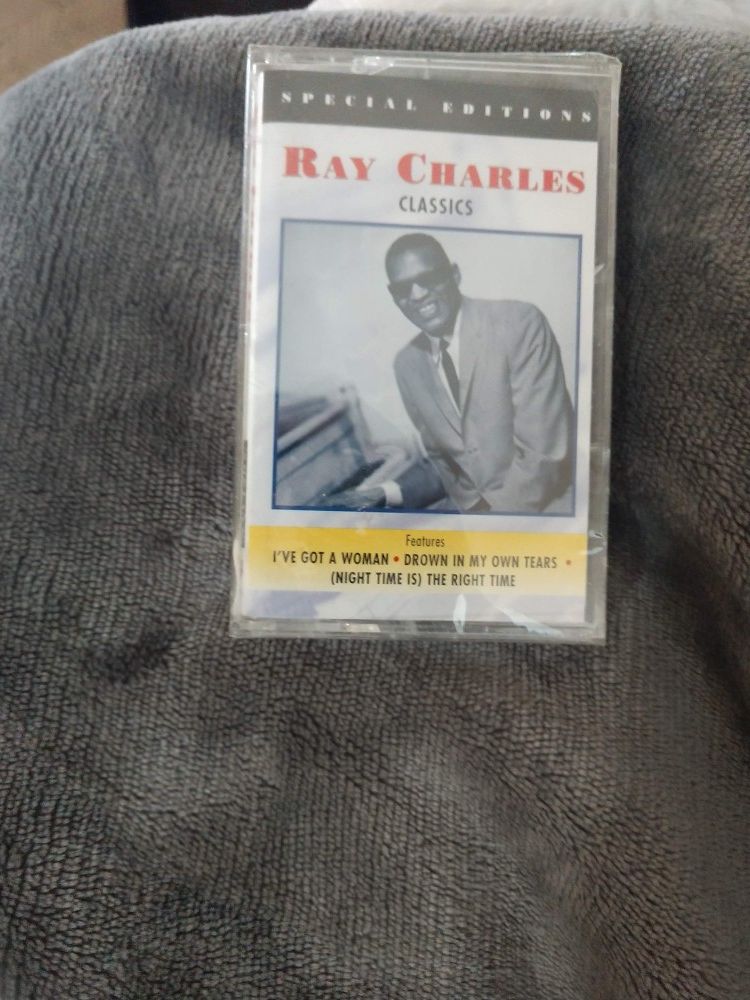 SPECIAL EDITIONS
RAY CHARLES
CLASSICS
Features
I'VE GOT A WOMAN • DROWN IN MY OWN TEARS •
(NIGHT TIME IS) THE RIGHT TIME